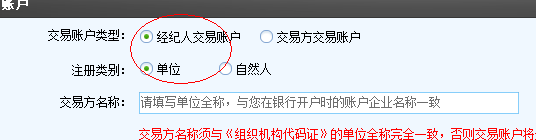 账户
交易账户类型： 经纪人交易账户 交易方交易账户
注册类别： 单位 自然人
交易方名称： 请填写单位全称，与您在银行开户时的账户企业名称一致
交易方名称须与《组织机构代码证》的单位全称完全一致，否则交易账户将